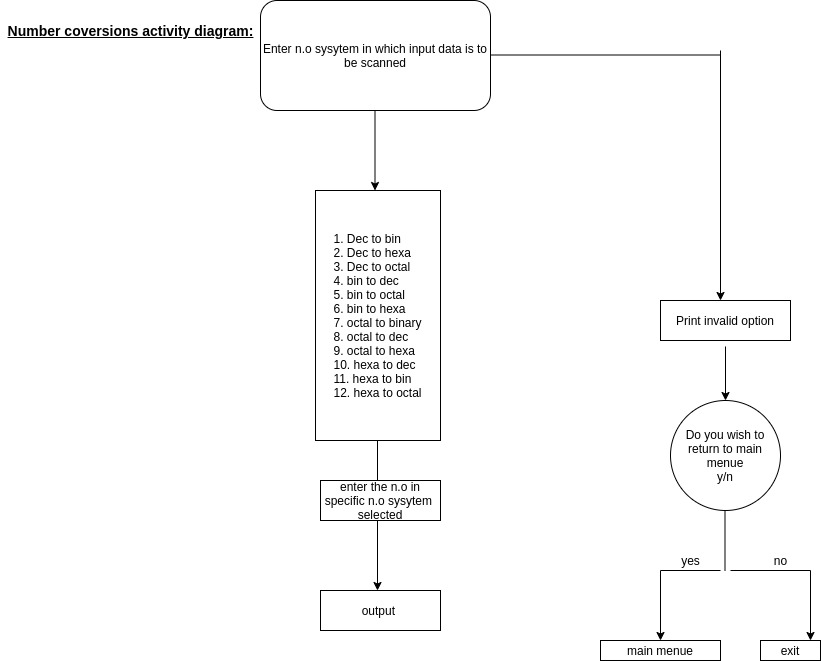 Number coversions activity diagram:
Enter n.o sysytem in which input data is to
be scanned
1. Dec to bin
2. Dec to hexa
3. Dec to octal
4. bin to dec
5. bin to octal
6. bin to hexa
7. octal to binary
8. octal to dec
9. octal to hexa
10. hexa to dec
11. hexa to bin
12. hexa to octal
enter the n.o in
specific n.o sysytem
selected
output
Print invalid option
Do you wish to
return to main
menue
y/n
yes
no
main menue
exit